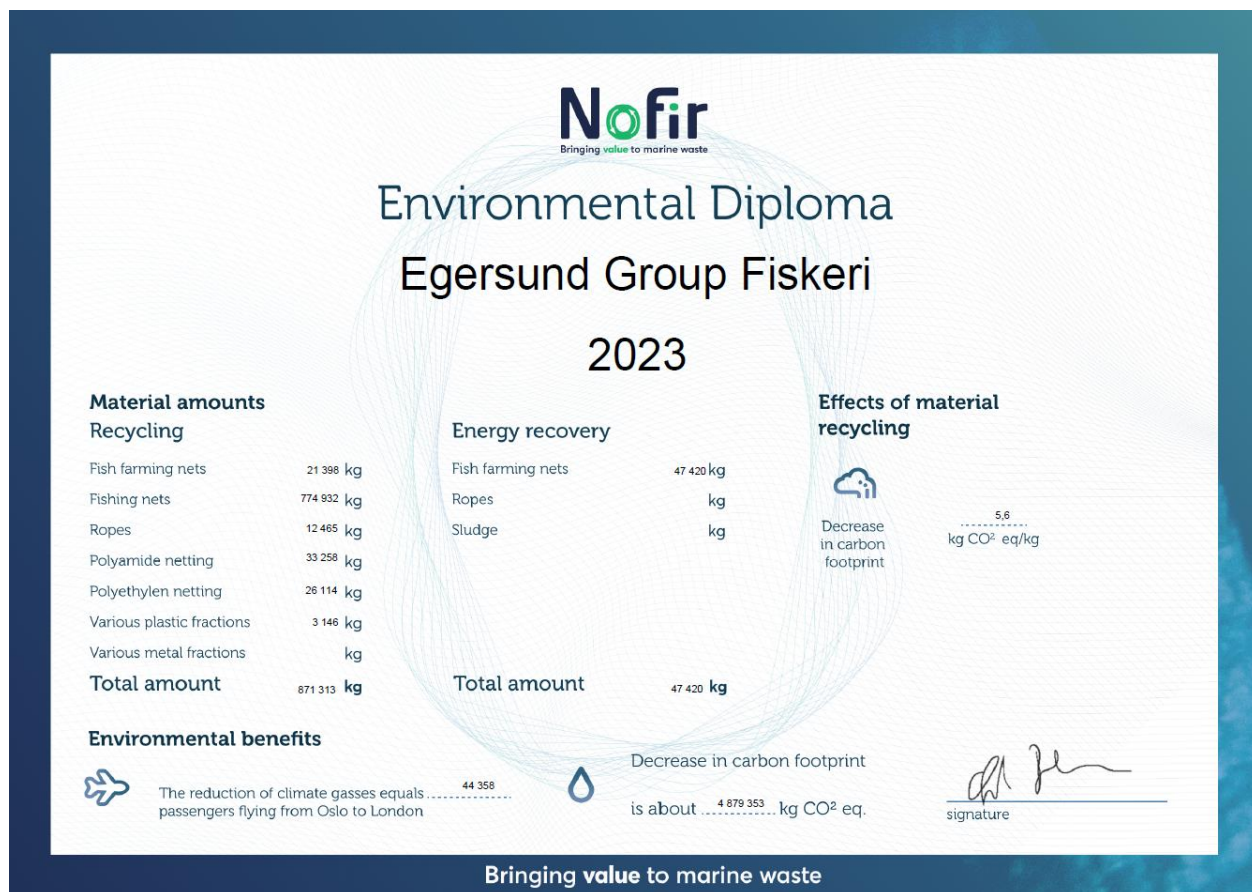 Nofir
Bringing value to marine waste
Environmental Diploma
Egersund Group Fiskeri
2023
Material amounts
Recycling
Fish farming nets 21 398 kg
Fishing nets 774 932 kg
Ropes 12 465 kg
Polyamide netting 33 258 kg
Polyethylen netting 26 114 kg
Various plastic fractions 3 146 kg
Various metal fractions kg
Total amount 871 313 kg
Energy recovery
Fish farming nets 47 420 kg
Ropes kg
Sludge kg
Total amount 47 420 kg
Effects of material
recycling
Decrease
in carbon
footprint
5,6
kg CO² eq/kg
Environmental benefits
The reduction of climate gasses equals 44 358
passengers flying from Oslo to London
Decrease in carbon footprint
is about 4 879 353 kg CO² eq.
signature
Bringing value to marine waste